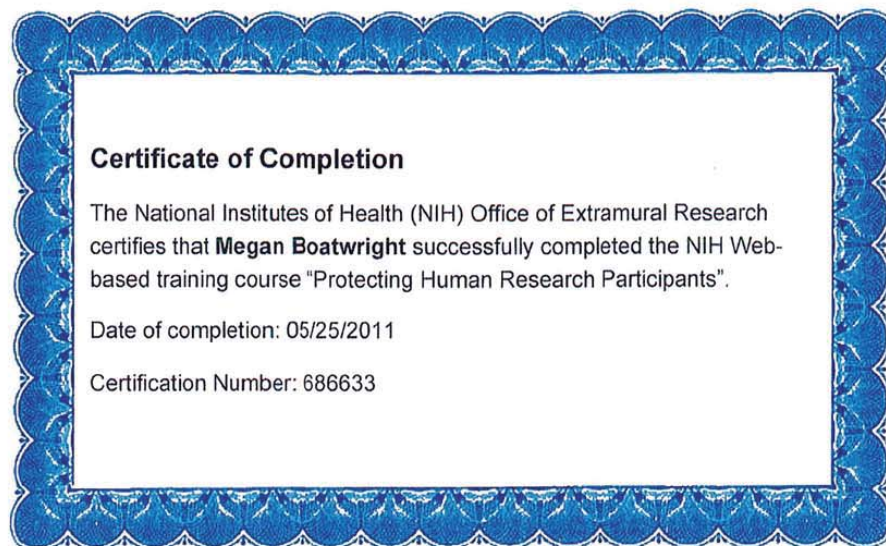 Certificate of Completion
The National Institutes of Health (NIH) Office of Extramural Research
certifies that Megan Boatwright successfully completed the NIH Web-
based training course “Protecting Human Research Participants”.
Date of completion: 05/25/2011
Certification Number: 686633